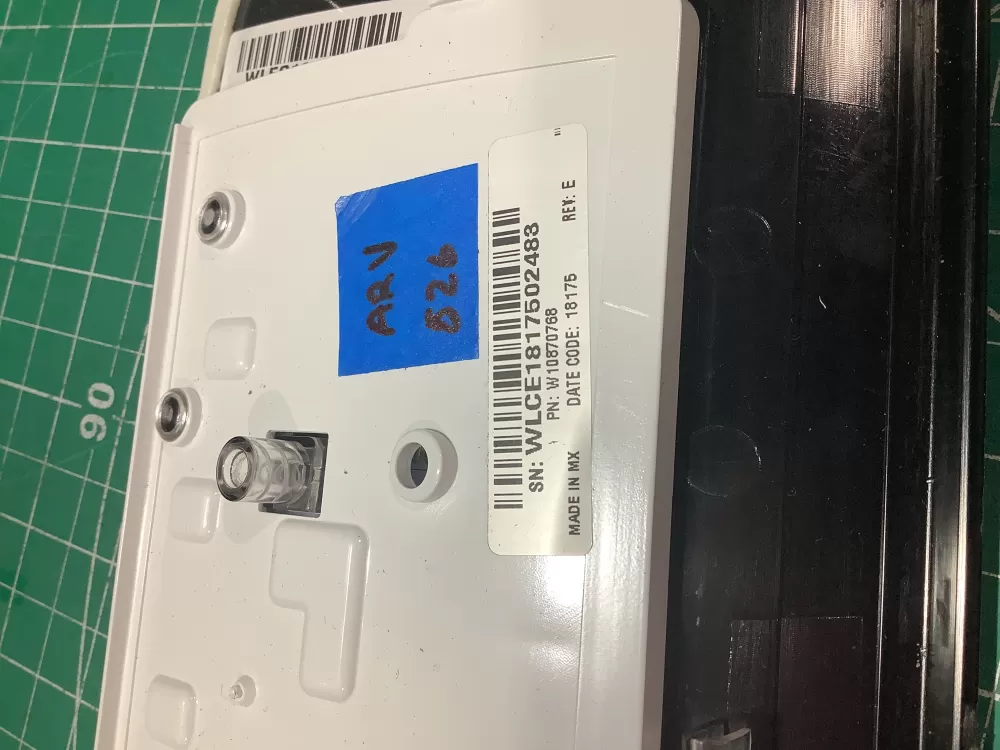 ARV
526
SN: WLCE1817502483
PN: W10870768
MADE IN MX DATE CODE: 18175 REV: E
90